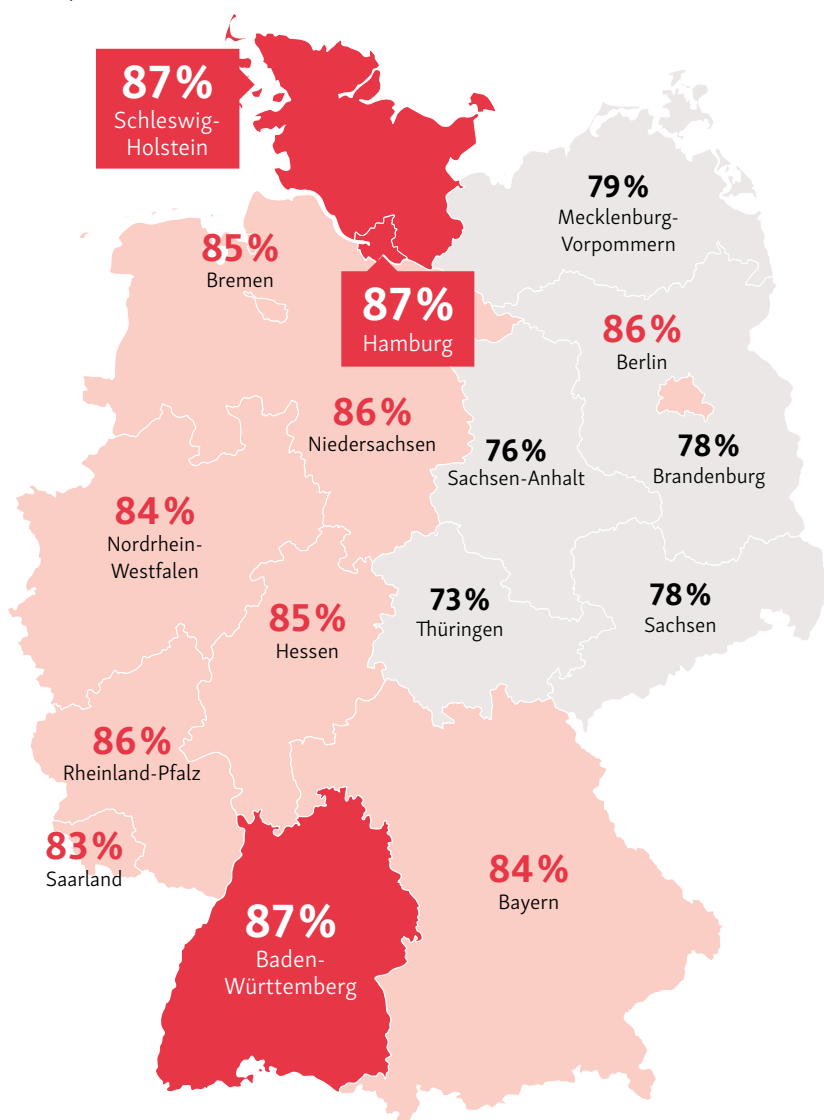 87%
Schleswig-
Holstein
79%
Mecklenburg-
Vorpommern
85%
Bremen
87%
Hamburg
86%
Berlin
86%
Niedersachsen
76%
Sachsen-Anhalt
78%
Brandenburg
84%
Nordrhein-
Westfalen
85%
Hessen
73%
Thüringen
78%
Sachsen
86%
Rheinland-Pfalz
83%
Saarland
84%
Bayern
87%
Baden-
Württemberg